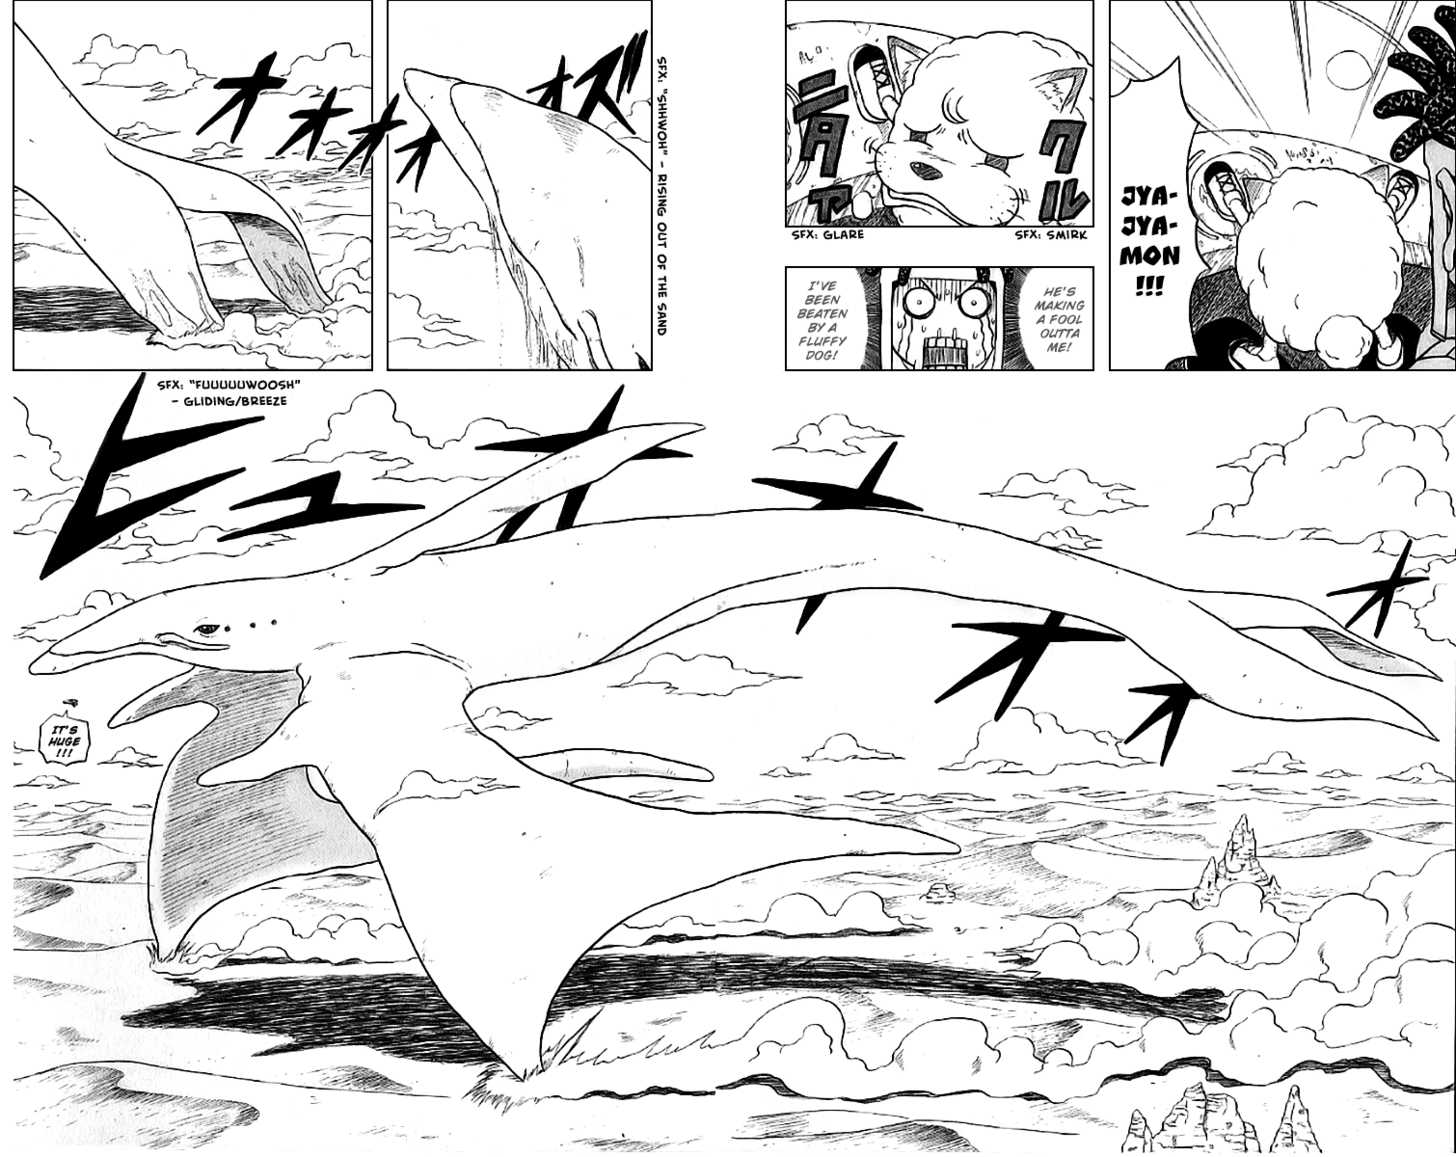 JYA-
JYA-
MON
!!!
ニタァ
クル
SFX: GLARE
SFX: SMIRK
HE'S
MAKING
A FOOL
OUTTA
ME!
I'VE
BEEN
BEATEN
BY A
FLUFFY
DOG!
ズオオオオオ
SFX: "SHHWOH" - RISING OUT OF THE SAND
SFX: "FUUUUUWOOSH"
- GLIDING/BREEZE
ヒュオオオオオ
IT'S
HUGE
!!!